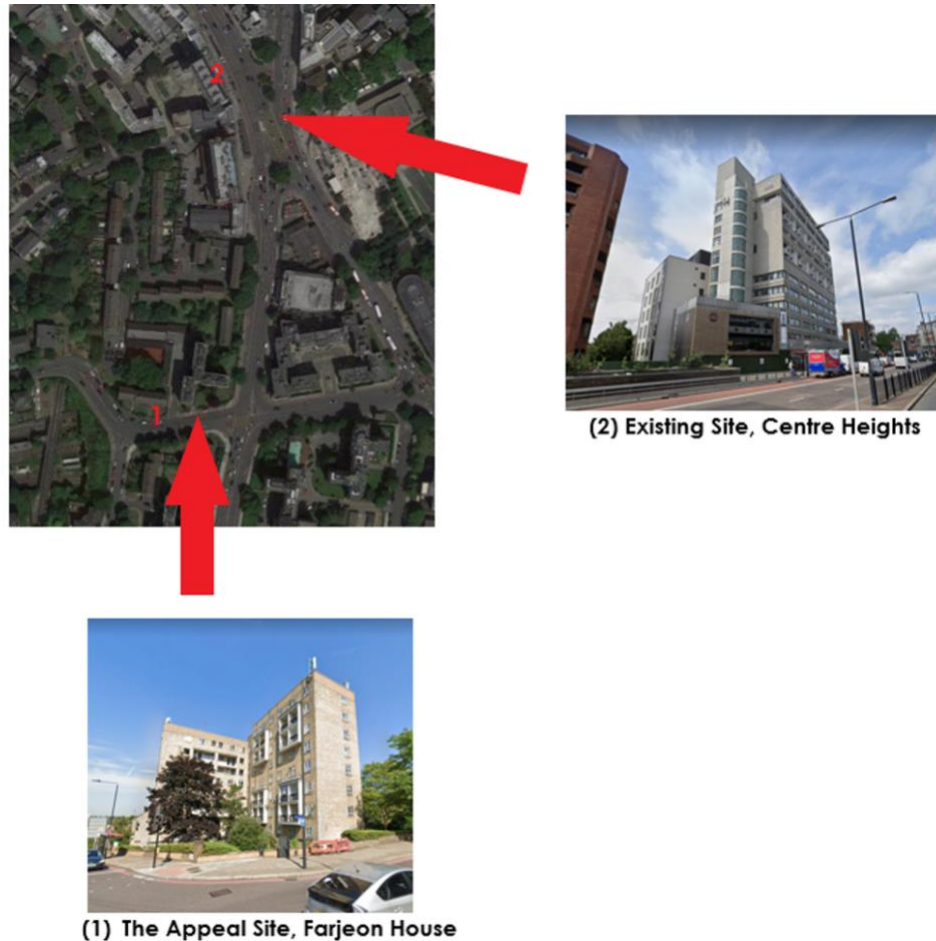 2
1
(2) Existing Site, Centre Heights
(1) The Appeal Site, Farjeon House